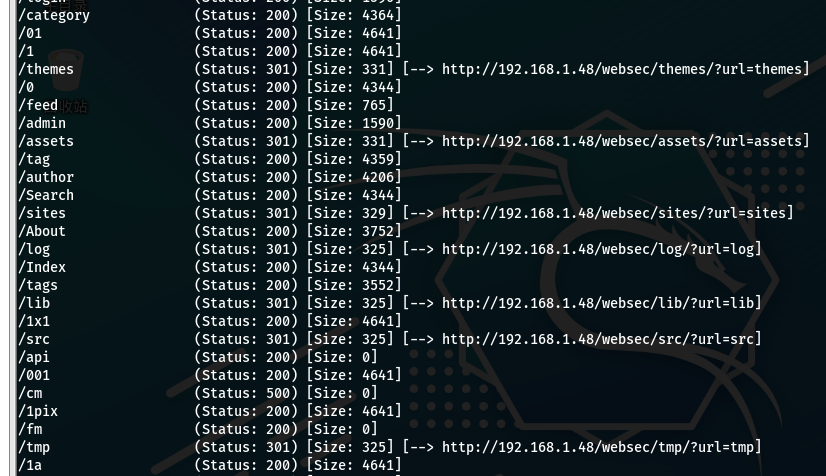 /login (Status: 200) [Size: 1590]
/category (Status: 200) [Size: 4364]
/01 (Status: 200) [Size: 4641]
/1 (Status: 200) [Size: 4641]
/themes (Status: 301) [Size: 331] [--> http://192.168.1.48/websec/themes/?url=themes]
/0 (Status: 200) [Size: 4344]
/feed (Status: 200) [Size: 765]
收站
/admin (Status: 200) [Size: 1590]
/assets (Status: 301) [Size: 331] [--> http://192.168.1.48/websec/assets/?url=assets]
/tag (Status: 200) [Size: 4359]
/author (Status: 200) [Size: 4206]
/Search (Status: 200) [Size: 4344]
/sites (Status: 301) [Size: 329] [--> http://192.168.1.48/websec/sites/?url=sites]
/About (Status: 200) [Size: 3752]
/log (Status: 301) [Size: 325] [--> http://192.168.1.48/websec/log/?url=log]
/Index (Status: 200) [Size: 4344]
/tags (Status: 200) [Size: 3552]
/lib (Status: 301) [Size: 325] [--> http://192.168.1.48/websec/lib/?url=lib]
/1x1 (Status: 200) [Size: 4641]
/src (Status: 301) [Size: 325] [--> http://192.168.1.48/websec/src/?url=src]
/api (Status: 200) [Size: 0]
/001 (Status: 200) [Size: 4641]
/cm (Status: 500) [Size: 0]
/1pix (Status: 200) [Size: 4641]
/fm (Status: 200) [Size: 0]
/tmp (Status: 301) [Size: 325] [--> http://192.168.1.48/websec/tmp/?url=tmp]
/1a (Status: 200) [Size: 4641]